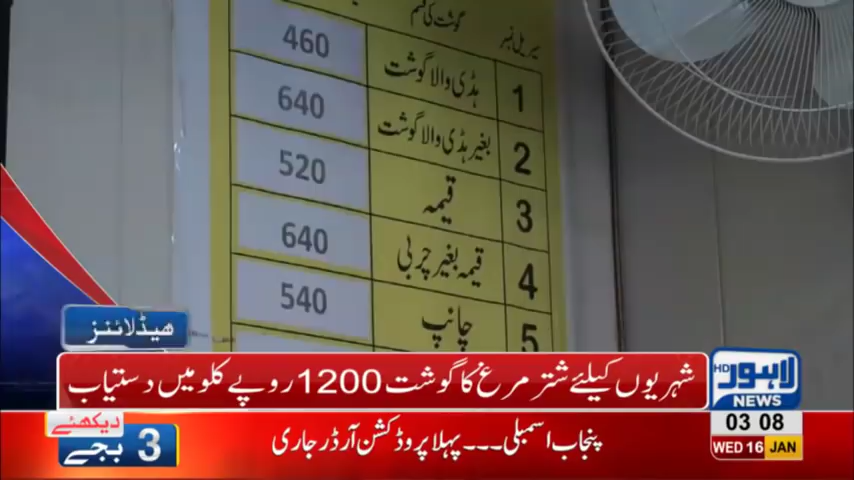 سیریل نمبر گوشت کی قسم
1 ہڈی والا گوشت 460
2 بغیر ہڈی والا گوشت 640
3 قیمہ 520
4 قیمہ بغیر چربی 640
5 چانپ 540
ہیڈلائنز
شہریوں کیلئے شتر مرغ کا گوشت 1200 روپے کلو میں دستیاب
HD لاہور
NEWS
03 08
WED 16 JAN
دیکھئے
3 بجے
پنجاب اسمبلی ۔۔۔ پہلا پروڈکشن آرڈر جاری